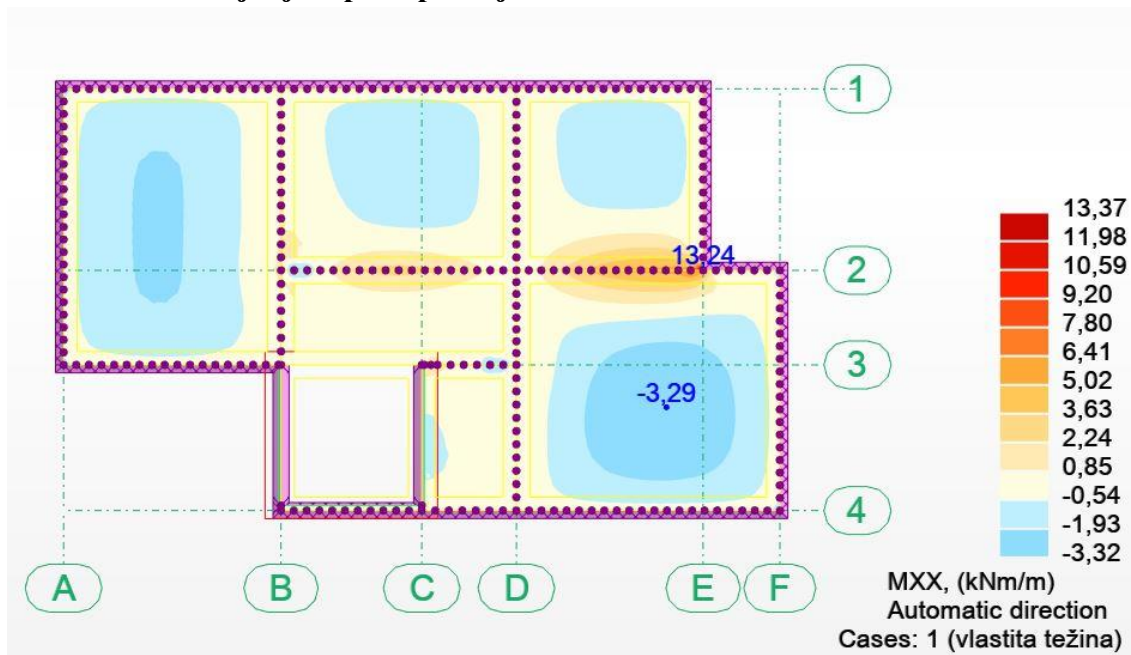 1
13,24
2
13,37
11,98
10,59
9,20
7,80
6,41
5,02
3,63
2,24
0,85
-0,54
-1,93
-3,32
3
-3,29
4
A
B
C
D
E
F
MXX, (kNm/m)
Automatic direction
Cases: 1 (vlastita težina)